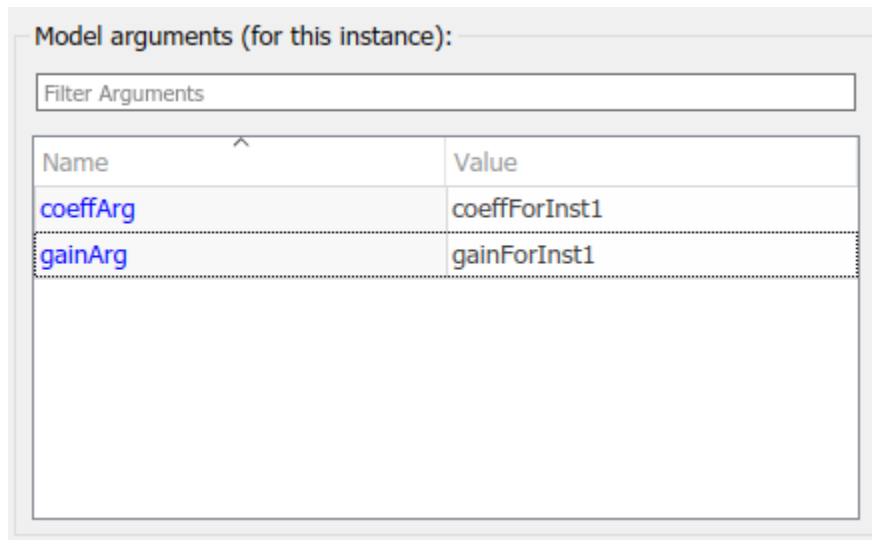 Model arguments (for this instance):
Filter Arguments
Name Value
coeffArg coeffForInst1
gainArg gainForInst1